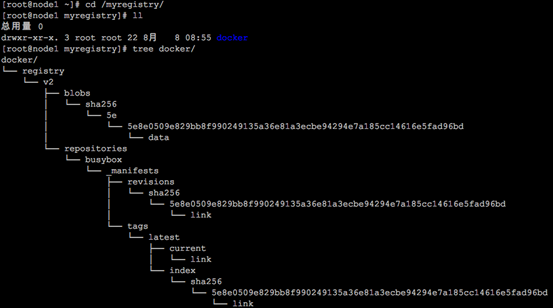 [root@node1 ~]# cd /myregistry/
[root@node1 myregistry]# ll
总用量 0
drwxr-xr-x. 3 root root 22 8月   8 08:55 docker
[root@node1 myregistry]# tree docker/
docker/
└── registry
    └── v2
        ├── blobs
        │   └── sha256
        │       └── 5e
        │           └── 5e8e0509e829bb8f990249135a36e81a3ecbe94294e7a185cc14616e5fad96bd
        │               └── data
        └── repositories
            └── busybox
                └── _manifests
                    ├── revisions
                    │   └── sha256
                    │       └── 5e8e0509e829bb8f990249135a36e81a3ecbe94294e7a185cc14616e5fad96bd
                    │           └── link
                    └── tags
                        └── latest
                            ├── current
                            │   └── link
                            └── index
                                └── sha256
                                    └── 5e8e0509e829bb8f990249135a36e81a3ecbe94294e7a185cc14616e5fad96bd
                                        └── link